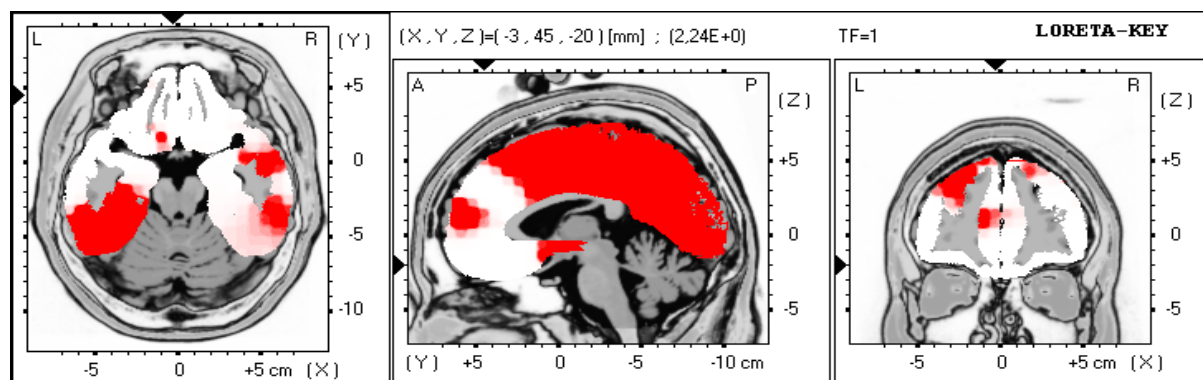 (X, Y, Z)=(-3, 45, -20) [mm] ; (2,24E+0) TF=1 LORETA-KEY
L R (Y)
+5
0
-5
-10
-5 0 +5 cm (X)
A P (Z)
+5
0
-5
(Y) +5 0 -5 -10 cm
L R (Z)
+5
0
-5
-5 0 +5 cm (X)